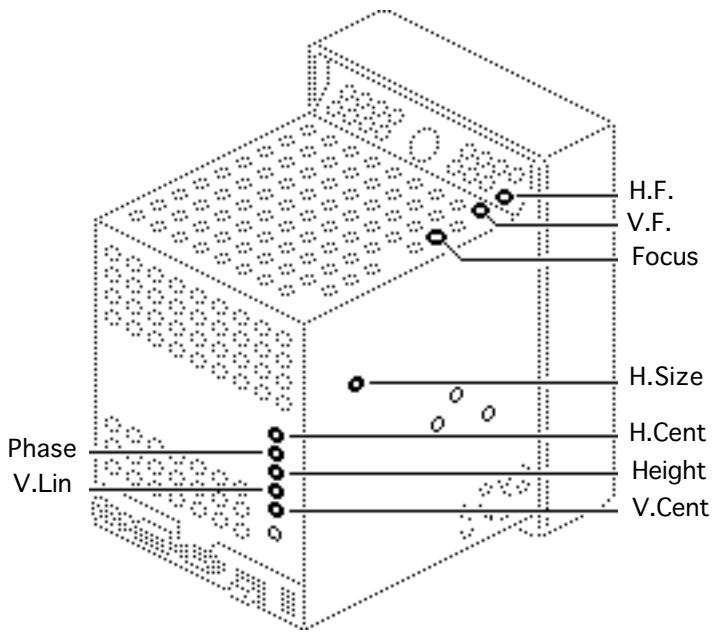 H.F.
V.F.
Focus
H.Size
H.Cent
Phase
Height
V.Lin
V.Cent